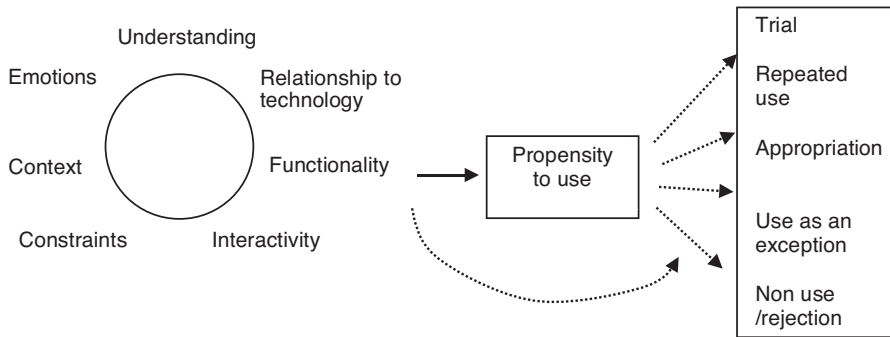 Understanding
Emotions
Relationship to
technology
Context
Functionality
Constraints
Interactivity
Propensity
to use
Trial
Repeated
use
Appropriation
Use as an
exception
Non use
/rejection